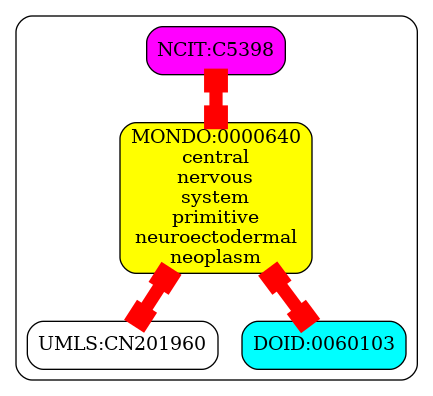 NCIT:C5398
MONDO:0000640
central
nervous
system
primitive
neuroectodermal
neoplasm
UMLS:CN201960
DOID:0060103